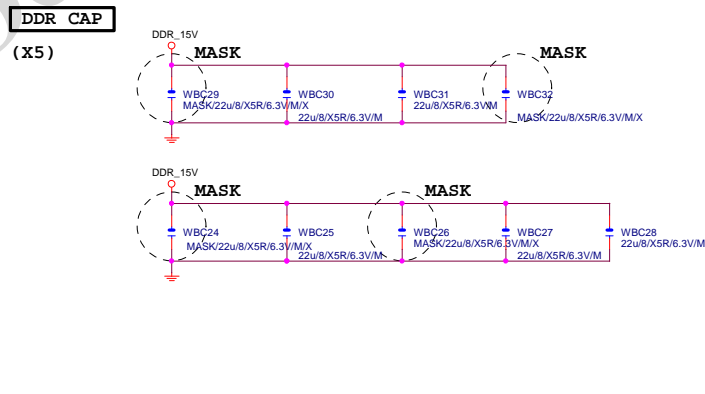 DDR CAP
(X5)
DDR_15V
MASK
MASK
WBC29
MASK/22u/8/X5R/6.3V/M/X
WBC30
22u/8/X5R/6.3V/M
WBC31
22u/8/X5R/6.3V/M
WBC32
MASK/22u/8/X5R/6.3V/M/X
DDR_15V
MASK
MASK
WBC24
MASK/22u/8/X5R/6.3V/M/X
WBC25
22u/8/X5R/6.3V/M
WBC26
MASK/22u/8/X5R/6.3V/M/X
WBC27
22u/8/X5R/6.3V/M
WBC28
22u/8/X5R/6.3V/M